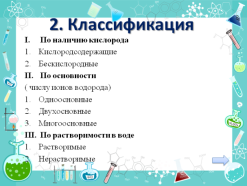 2. Классификация
I. По наличию кислорода
1 Кислородсодержащие
2 Бескислородные
II. По основности
( числу ионов водорода)
1. Одноосновные
2. Двухосновные
3. Многоосновные
III. По растворимости в воде
1. Растворимые
Нерастворимые